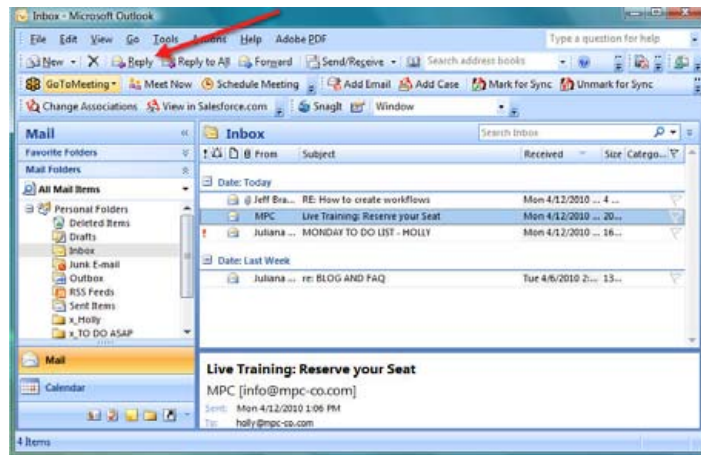 Inbox - Microsoft Outlook
File Edit View Go Tools Actions Help Adobe PDF Type a question for help
New Reply Reply to All Forward Send/Receive Search address books
GoToMeeting Meet Now Schedule Meeting Add Email Add Case Mark for Sync Unmark for Sync
Change Associations View in Salesforce.com SnagIt Window
Mail Inbox Search Inbox
Favorite Folders From Subject Received Size Catego...
Mail Folders
All Mail Items Date: Today
Personal Folders Jeff Bra... RE: How to create workflows Mon 4/12/2010 ... 4 ...
Deleted Items MPC Live Training: Reserve your Seat Mon 4/12/2010 ... 20...
Drafts Juliana ... MONDAY TO DO LIST - HOLLY Mon 4/12/2010 ... 16...
Inbox
Junk E-mail Date: Last Week
Outbox Juliana ... re: BLOG AND FAQ Tue 4/6/2010 2:... 13...
RSS Feeds
Sent Items
x_Holly
x_TO DO ASAP
Mail
Live Training: Reserve your Seat
Calendar MPC [info@mpc-co.com]
Sent: Mon 4/12/2010 1:06 PM
To: holly@mpc-co.com
4 Items